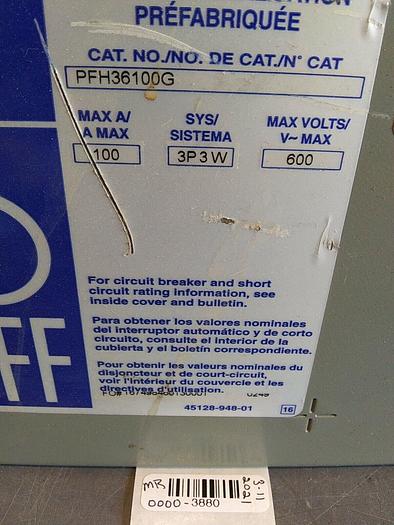 PRÉFABRIQUÉE
CAT. NO./NO. DE CAT./N° CAT
PFH36100G
MAX A/
A MAX
SYS/
SISTEMA
MAX VOLTS/
V~ MAX
100
3P3W
600
For circuit breaker and short
circuit rating information, see
inside cover and bulletin.
Para obtener los valores nominales
del interruptor automático y de corto
circuito, consulte el interior de la
cubierta y el boletín correspondiente.
Pour obtenir les valeurs nominales du
disjoncteur et de court-circuit,
voir l'intérieur du couvercle et les
directives d'utilisation.
45128-948-01
16
FF
MB
0000-3880
3-11
2021